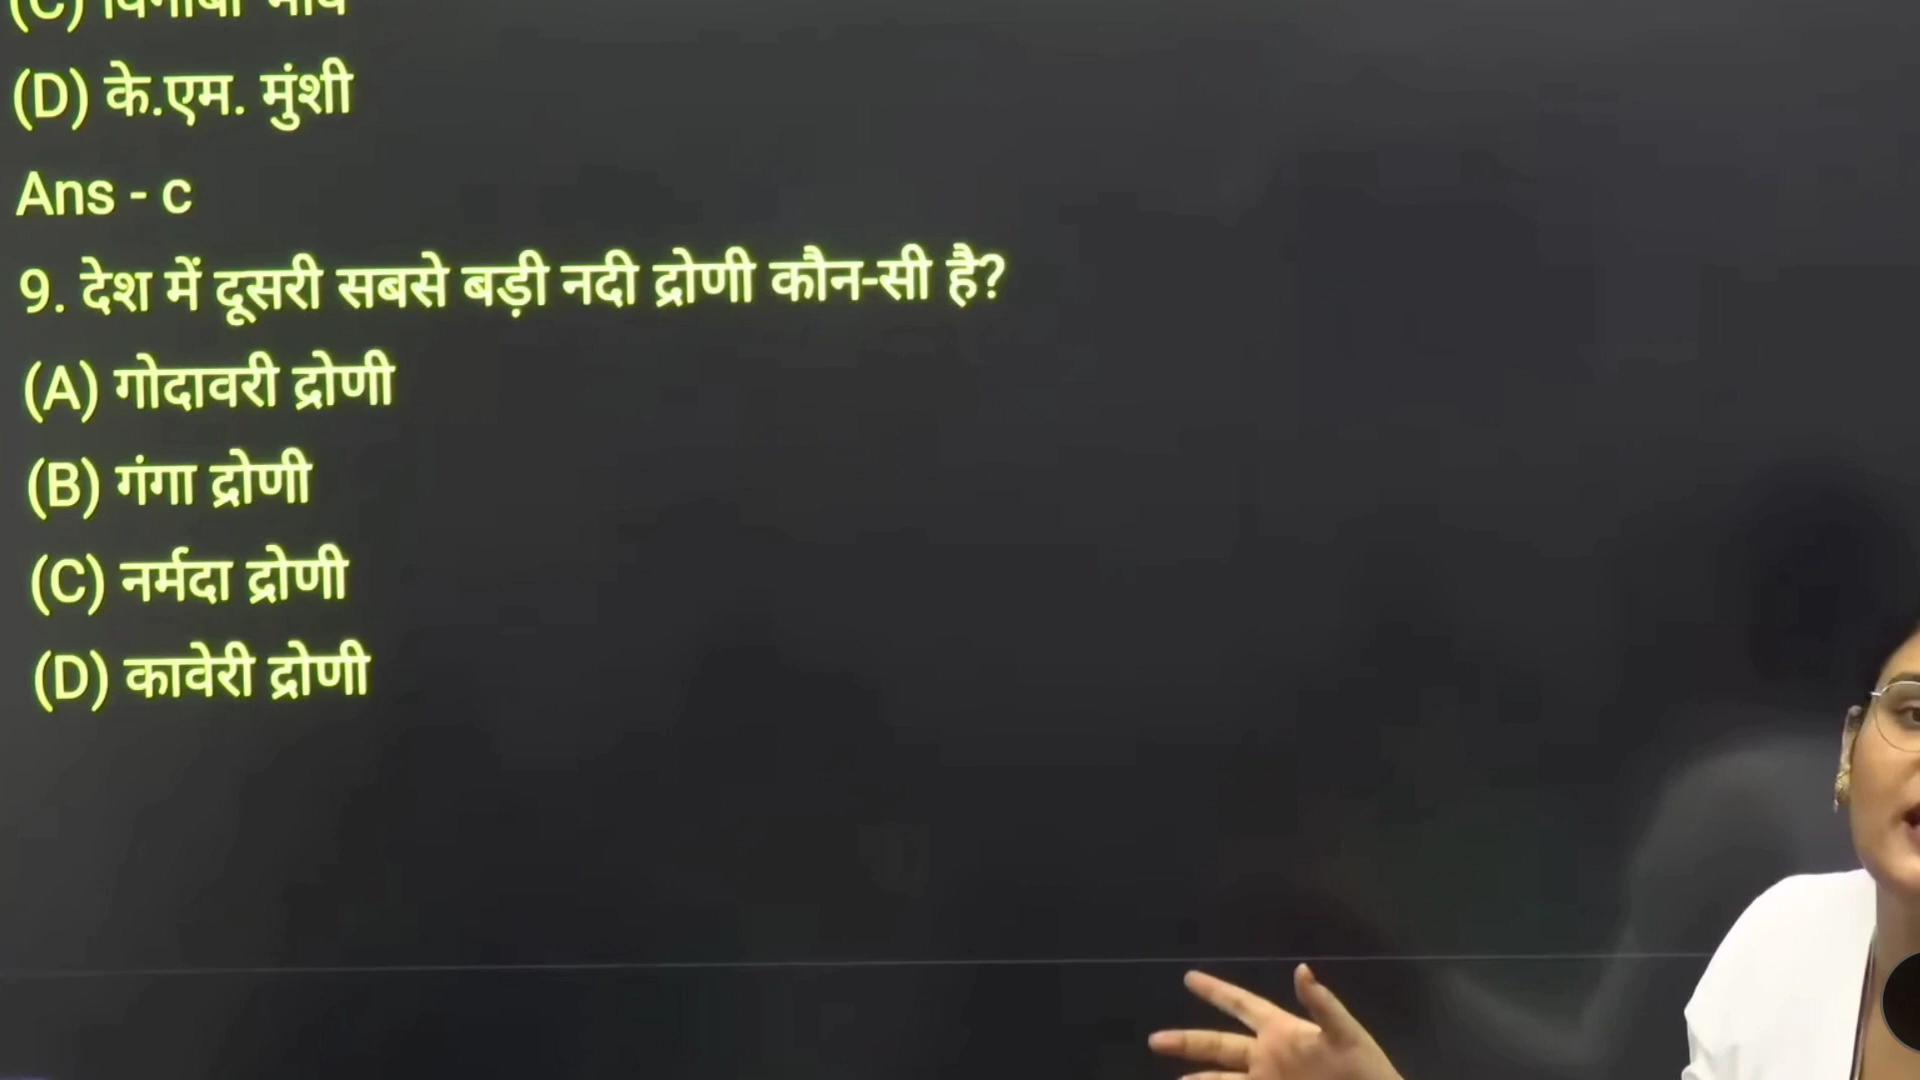 (C) विनोबा भावे
(D) के.एम. मुंशी
Ans - c
9. देश में दूसरी सबसे बड़ी नदी द्रोणी कौन-सी है?
(A) गोदावरी द्रोणी
(B) गंगा द्रोणी
(C) नर्मदा द्रोणी
(D) कावेरी द्रोणी